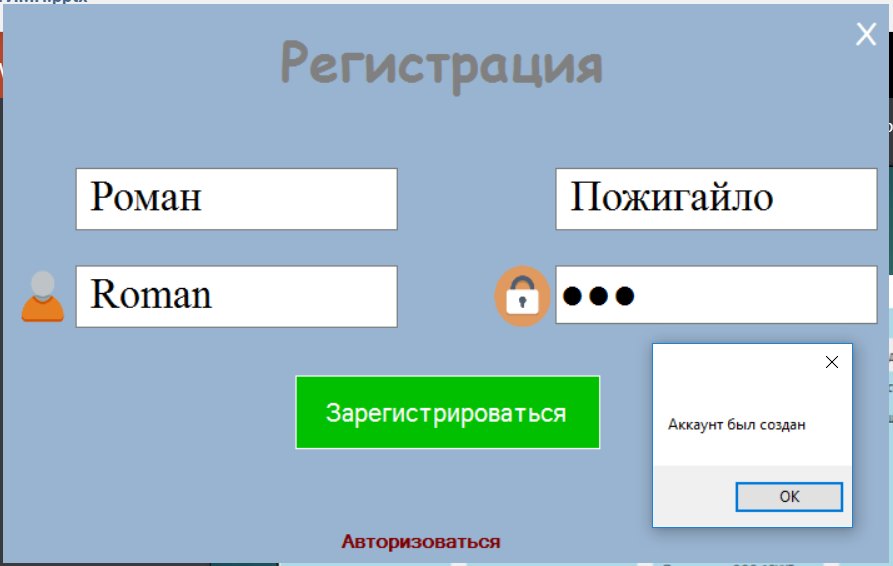 Регистрация
X
Роман
Пожигайло
Roman
Зарегистрироваться
Аккаунт был создан
OK
Авторизоваться